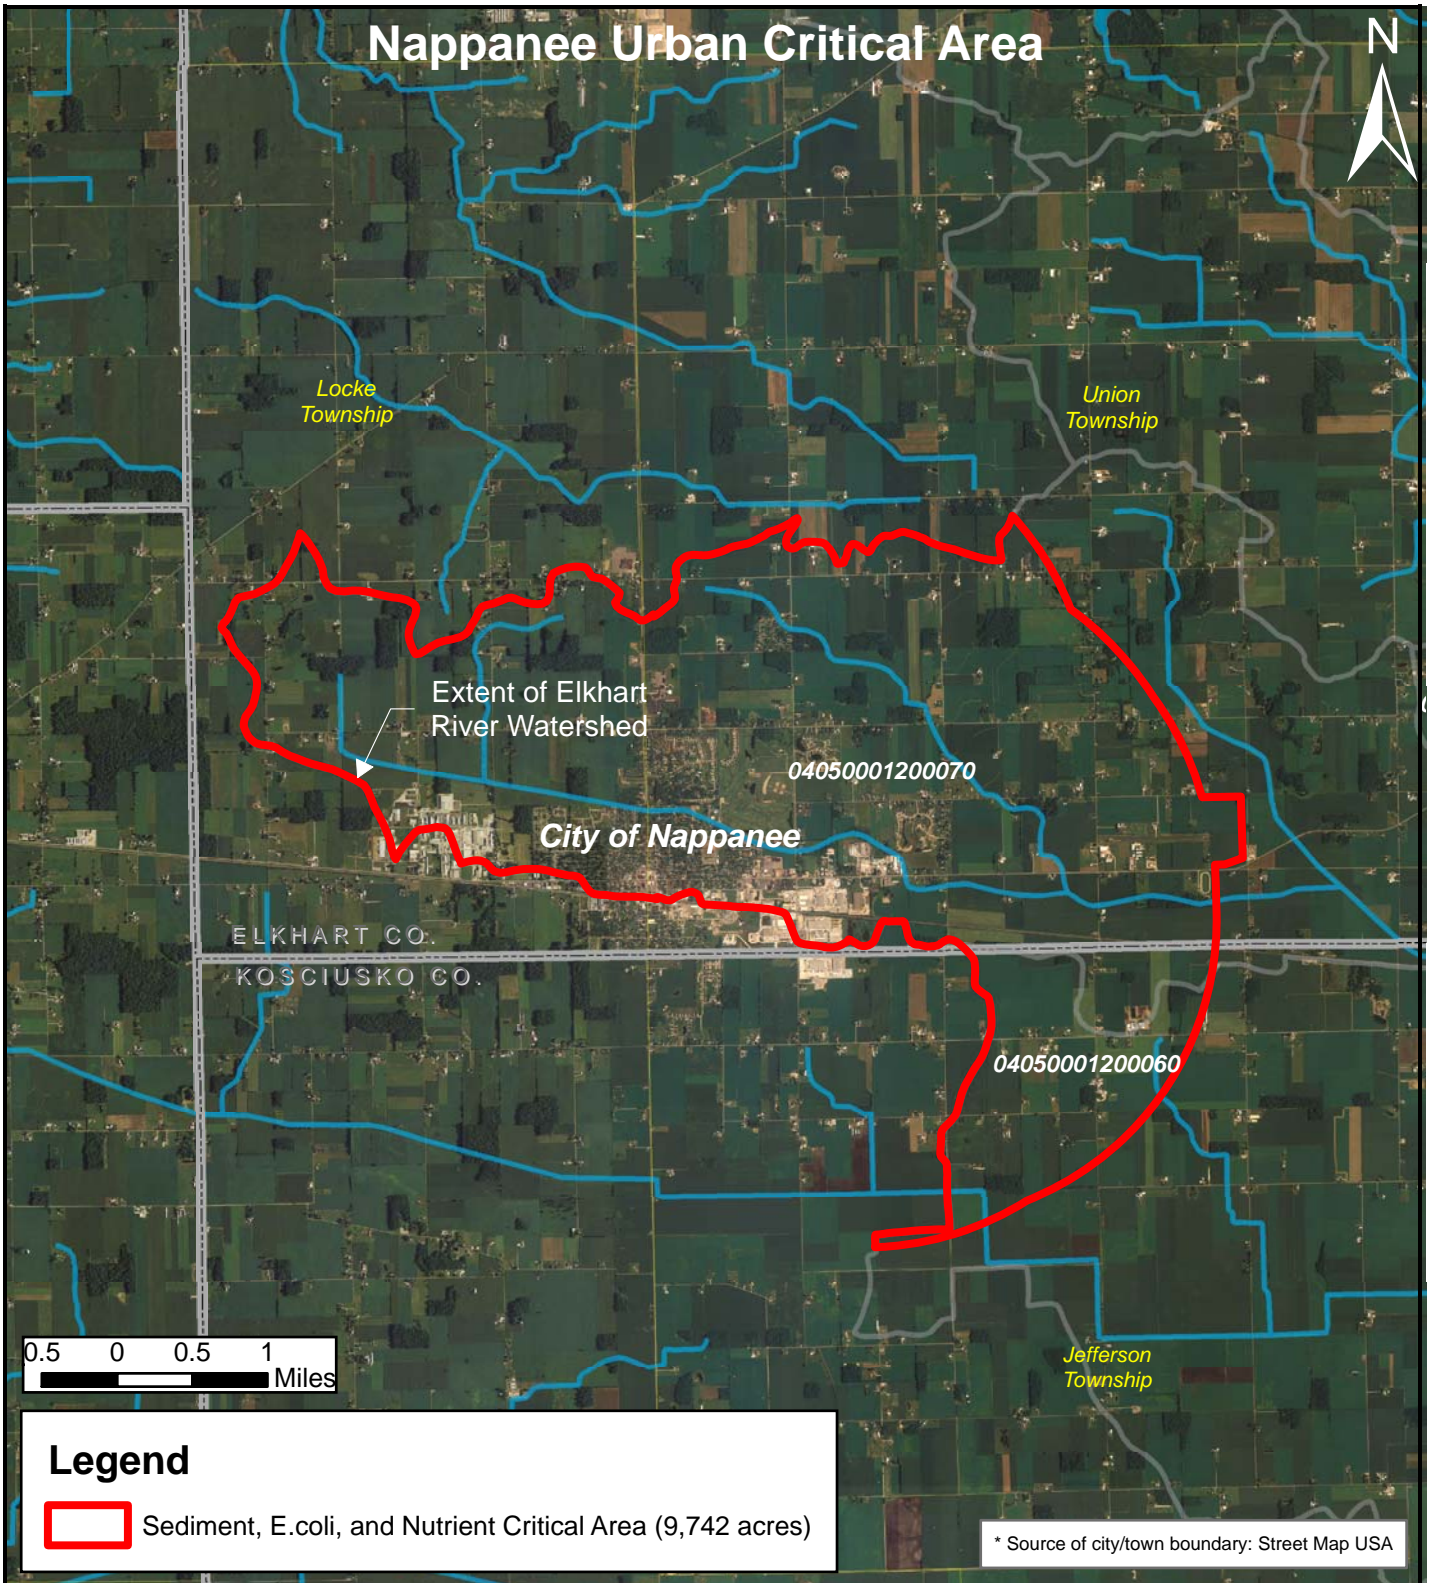 Nappanee Urban Critical Area
N
Locke
Township
Union
Township
Extent of Elkhart
River Watershed
04050001200070
City of Nappanee
ELKHART CO.
KOSCIUSKO CO.
04050001200060
0.5 0 0.5 1
Miles
Jefferson
Township
Legend
Sediment, E.coli, and Nutrient Critical Area (9,742 acres)
* Source of city/town boundary: Street Map USA